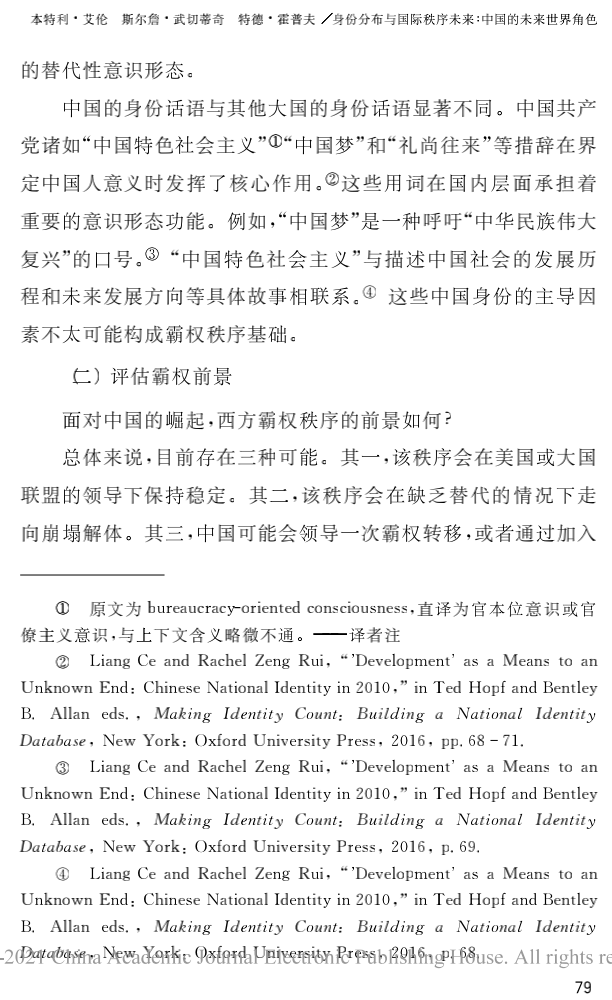 本特利·艾伦　斯尔詹·武切蒂奇　特德·霍普夫／身份分布与国际秩序未来:中国的未来世界角色
的替代性意识形态。
中国的身份话语与其他大国的身份话语显著不同。中国共产
党诸如“中国特色社会主义”①“中国梦”和“礼尚往来”等措辞在界
定中国人意义时发挥了核心作用。②这些用词在国内层面承担着
重要的意识形态功能。例如,“中国梦”是一种呼吁“中华民族伟大
复兴”的口号。③ “中国特色社会主义”与描述中国社会的发展历
程和未来发展方向等具体故事相联系。④ 这些中国身份的主导因
素不太可能构成霸权秩序基础。
(二) 评估霸权前景
面对中国的崛起,西方霸权秩序的前景如何?
总体来说,目前存在三种可能。其一,该秩序会在美国或大国
联盟的领导下保持稳定。其二,该秩序会在缺乏替代的情况下走
向崩塌解体。其三,中国可能会领导一次霸权转移,或者通过加入
① 原文为 bureaucracy-oriented consciousness,直译为官本位意识或官
僚主义意识,与上下文含义略微不通。——译者注
② Liang Ce and Rachel Zeng Rui, “'Development' as a Means to an
Unknown End: Chinese National Identity in 2010,” in Ted Hopf and Bentley
B. Allan eds., Making Identity Count: Building a National Identity
Database, New York: Oxford University Press, 2016, pp. 68-71.
③ Liang Ce and Rachel Zeng Rui, “'Development' as a Means to an
Unknown End: Chinese National Identity in 2010,” in Ted Hopf and Bentley
B. Allan eds., Making Identity Count: Building a National Identity
Database, New York: Oxford University Press, 2016, p. 69.
④ Liang Ce and Rachel Zeng Rui, “'Development' as a Means to an
Unknown End: Chinese National Identity in 2010,” in Ted Hopf and Bentley
B. Allan eds., Making Identity Count: Building a National Identity
Database, New York: Oxford University Press, 2016, p. 68.
-2021 China Academic Journal Electronic Publishing House. All rights re
79